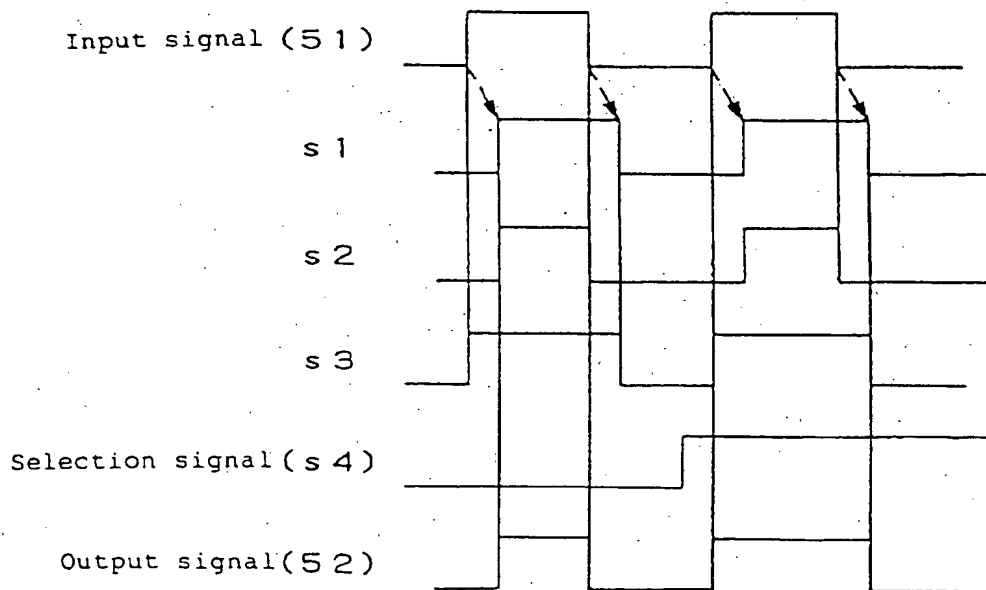 Input signal (51)
s1
s2
s3
Selection signal (s4)
Output signal (52)